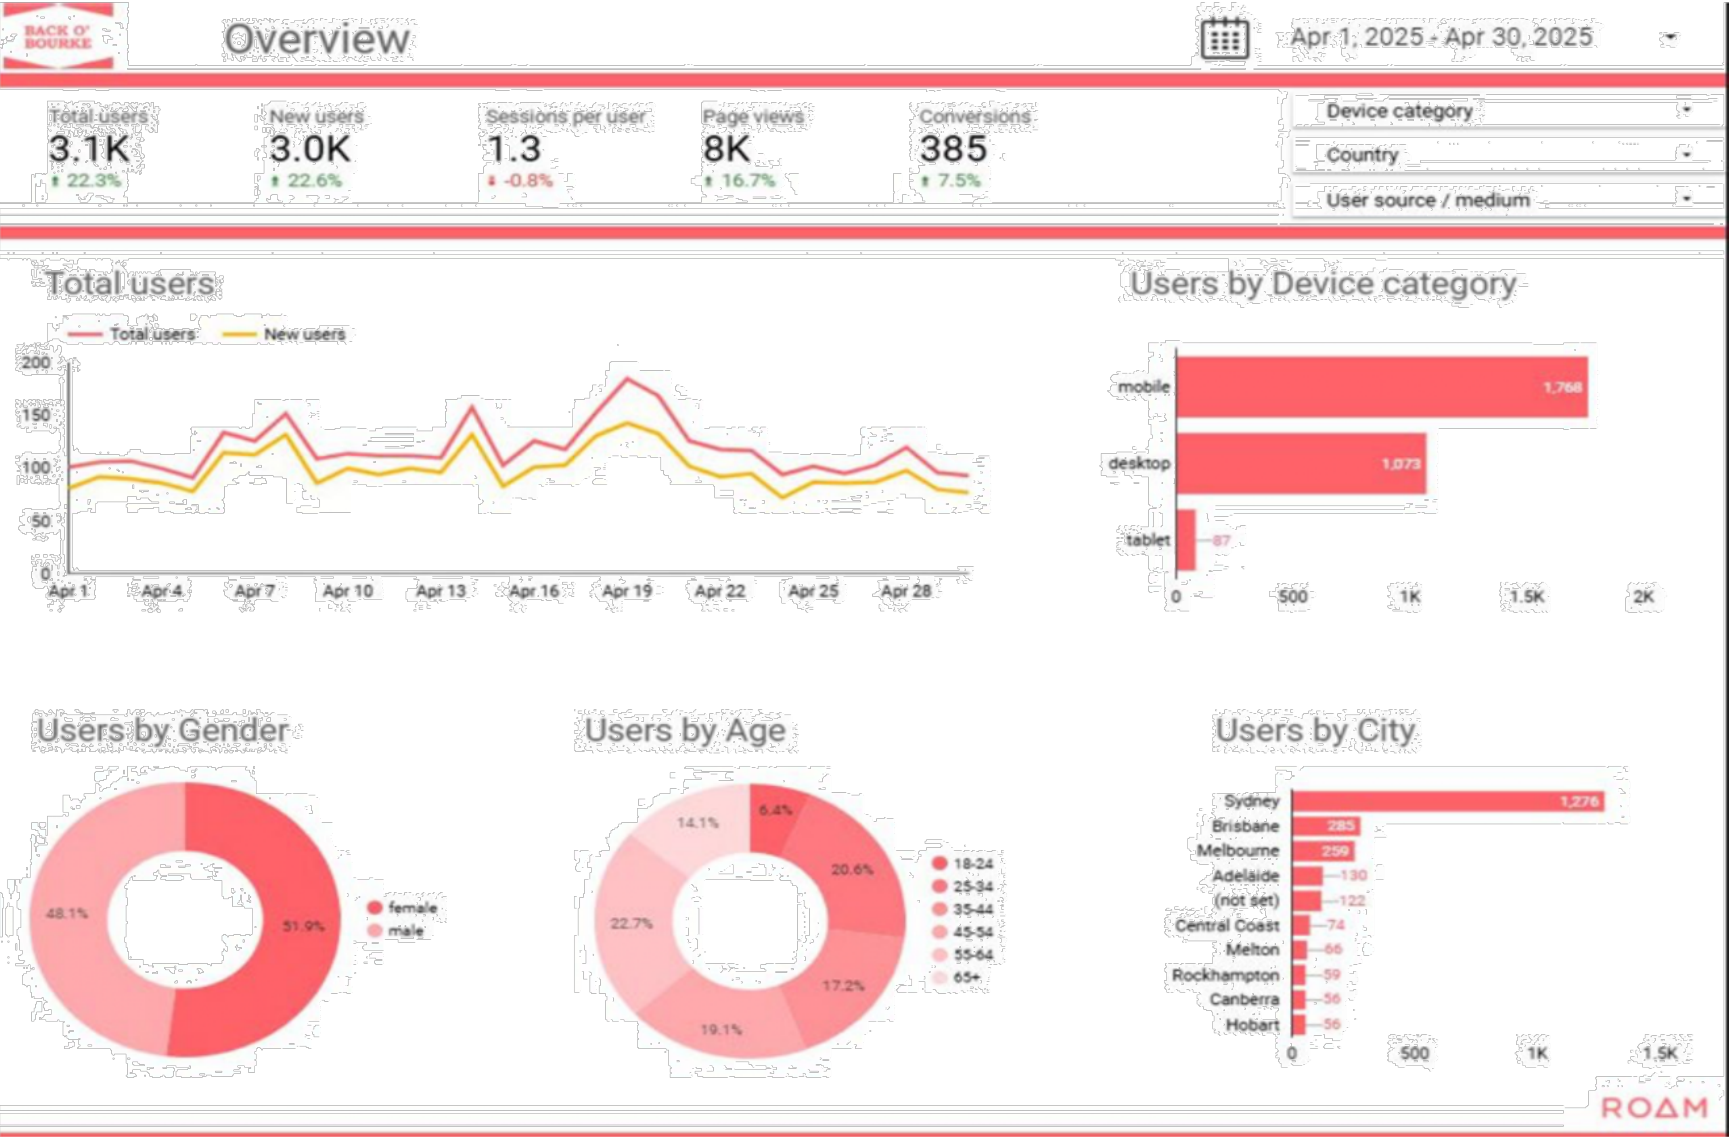 BACK O'
BOURKE
Overview
Apr 1, 2025 - Apr 30, 2025
Total users
3.1K
22.3%
New users
3.0K
22.6%
Sessions per user
1.3
-0.8%
Page views
8K
16.7%
Conversions
385
7.5%
Device category
Country
User source / medium
Total users
Total users
New users
200
150
100
50
0
Apr 1
Apr 4
Apr 7
Apr 10
Apr 13
Apr 16
Apr 19
Apr 22
Apr 25
Apr 28
Users by Device category
mobile
1,768
desktop
1,073
tablet
87
0
500
1K
1.5K
2K
Users by Gender
48.1%
51.9%
female
male
Users by Age
6.4%
14.1%
20.6%
22.7%
17.2%
19.1%
18-24
25-34
35-44
45-54
55-64
65+
Users by City
Sydney
1,276
Brisbane
285
Melbourne
259
Adelaide
130
(not set)
122
Central Coast
74
Melton
66
Rockhampton
59
Canberra
56
Hobart
56
0
500
1K
1.5K
ROAM